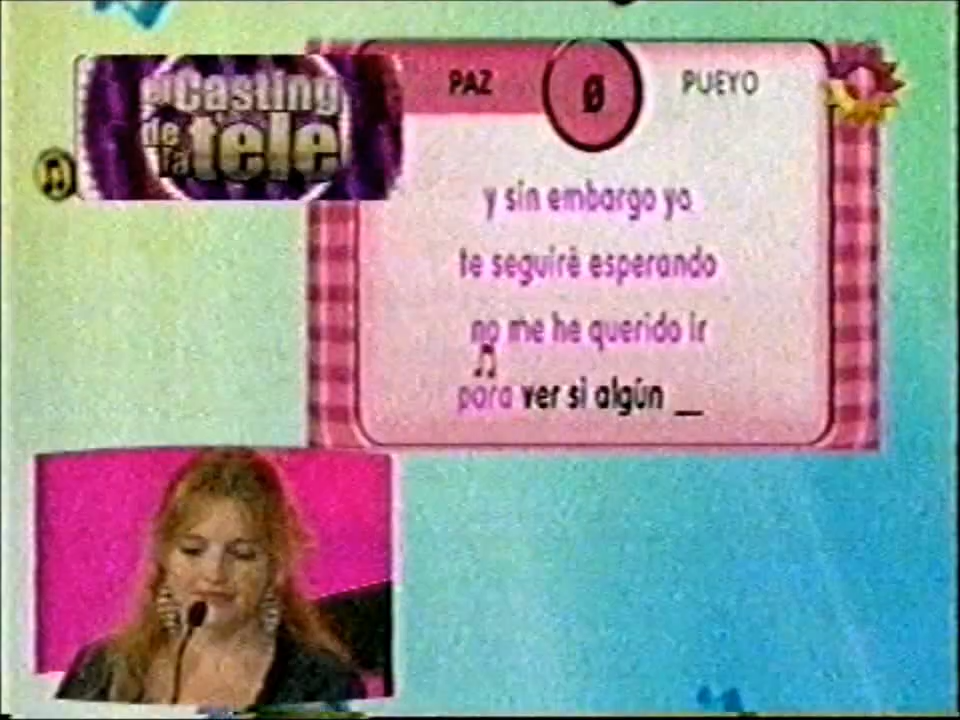 el Casting
de la tele
PAZ
0
PUEYO
y sin embargo yo
te seguiré esperando
no me he querido ir
para ver si algún __